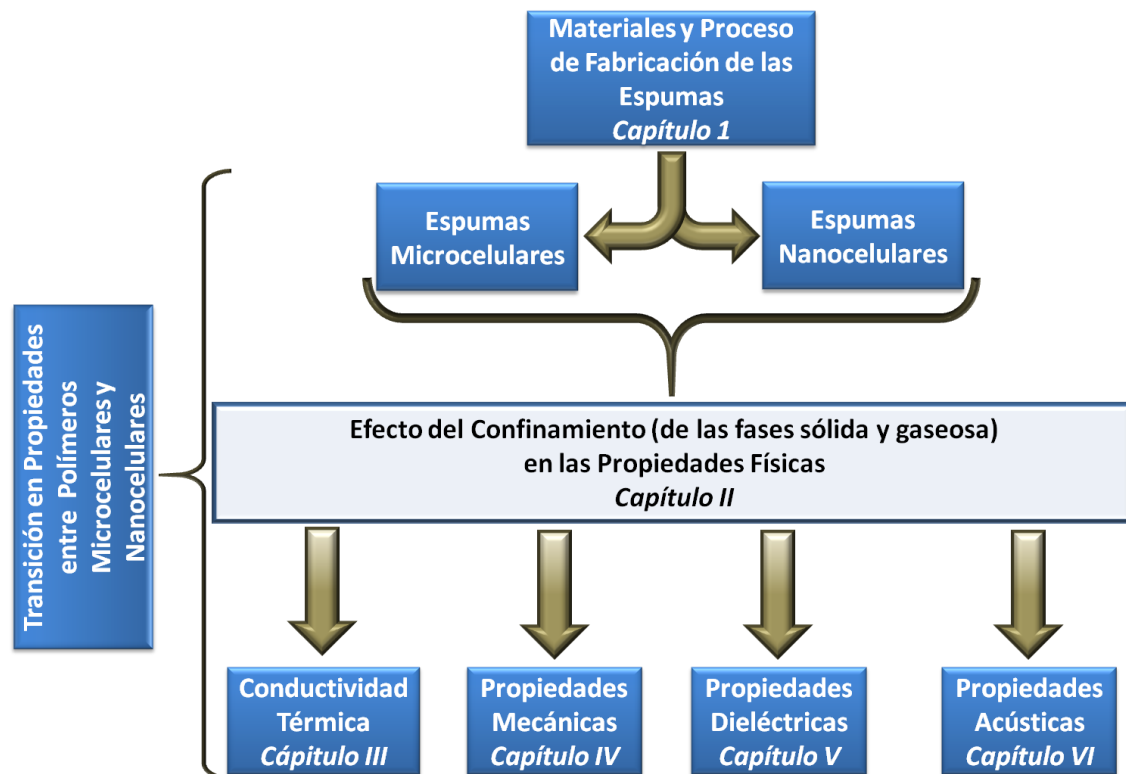 Materiales y Proceso
de Fabricación de las
Espumas
Capítulo 1
Espumas
Microcelulares
Espumas
Nanocelulares
Transición en Propiedades
entre Polímeros
Microcelulares y
Nanocelulares
Efecto del Confinamiento (de las fases sólida y gaseosa)
en las Propiedades Físicas
Capítulo II
Conductividad
Térmica
Cápitulo III
Propiedades
Mecánicas
Capítulo IV
Propiedades
Dieléctricas
Capítulo V
Propiedades
Acústicas
Capítulo VI